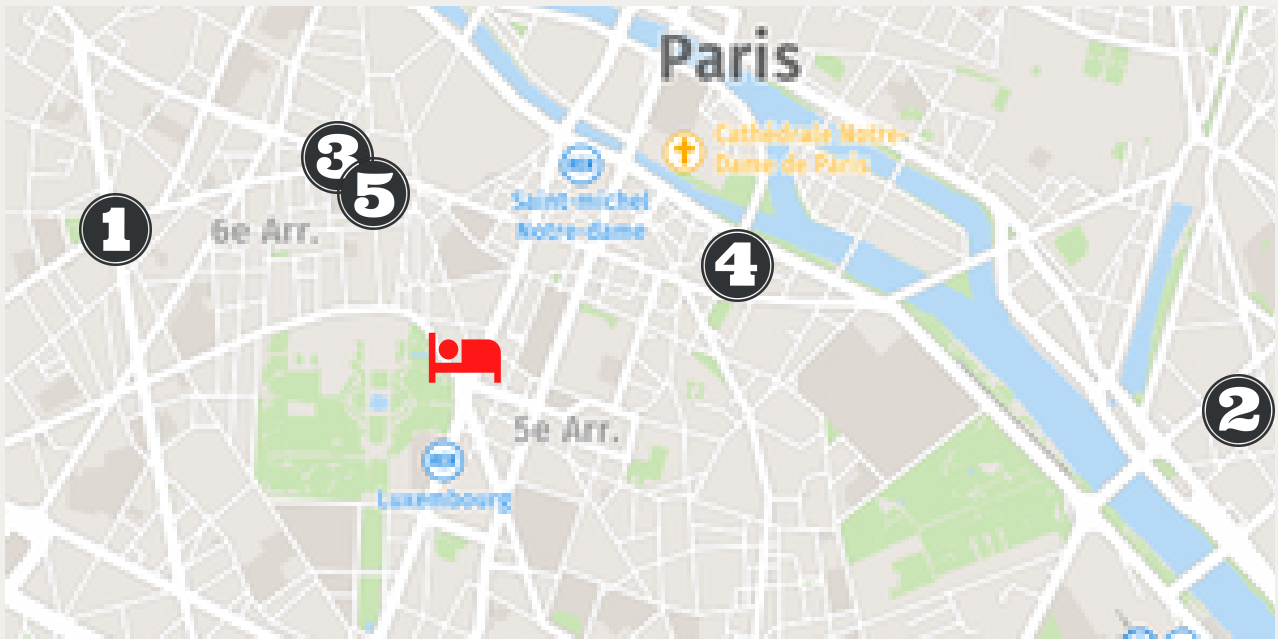 Paris
Cathédrale Notre-
Dame de Paris
3
5
1
6e Arr.
Saint-michel
Notre-dame
4
2
5e Arr.
Luxembourg